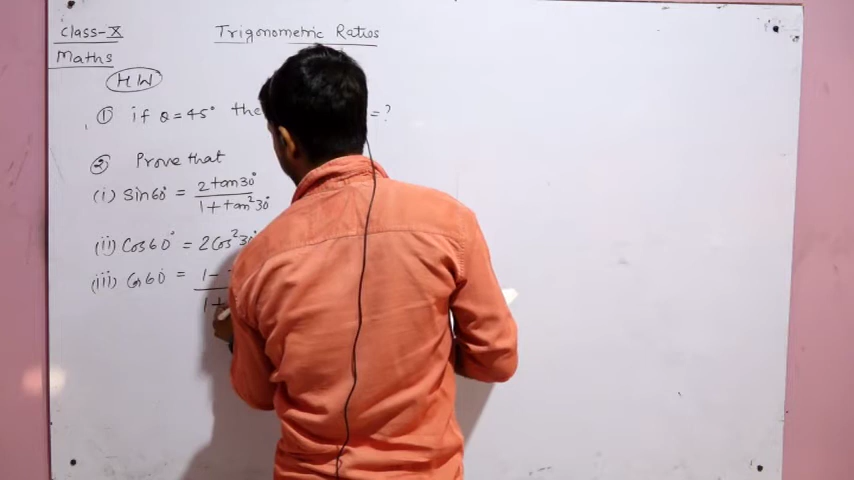 Class-X
Trigonometric Ratios
Maths
HW
① if θ=45° the =?
② Prove that
(i) Sin60° = 2tan30° / 1+tan²30°
(ii) Cos60° = 2Cos²30°
(iii) Cos60° = 1- / 1+